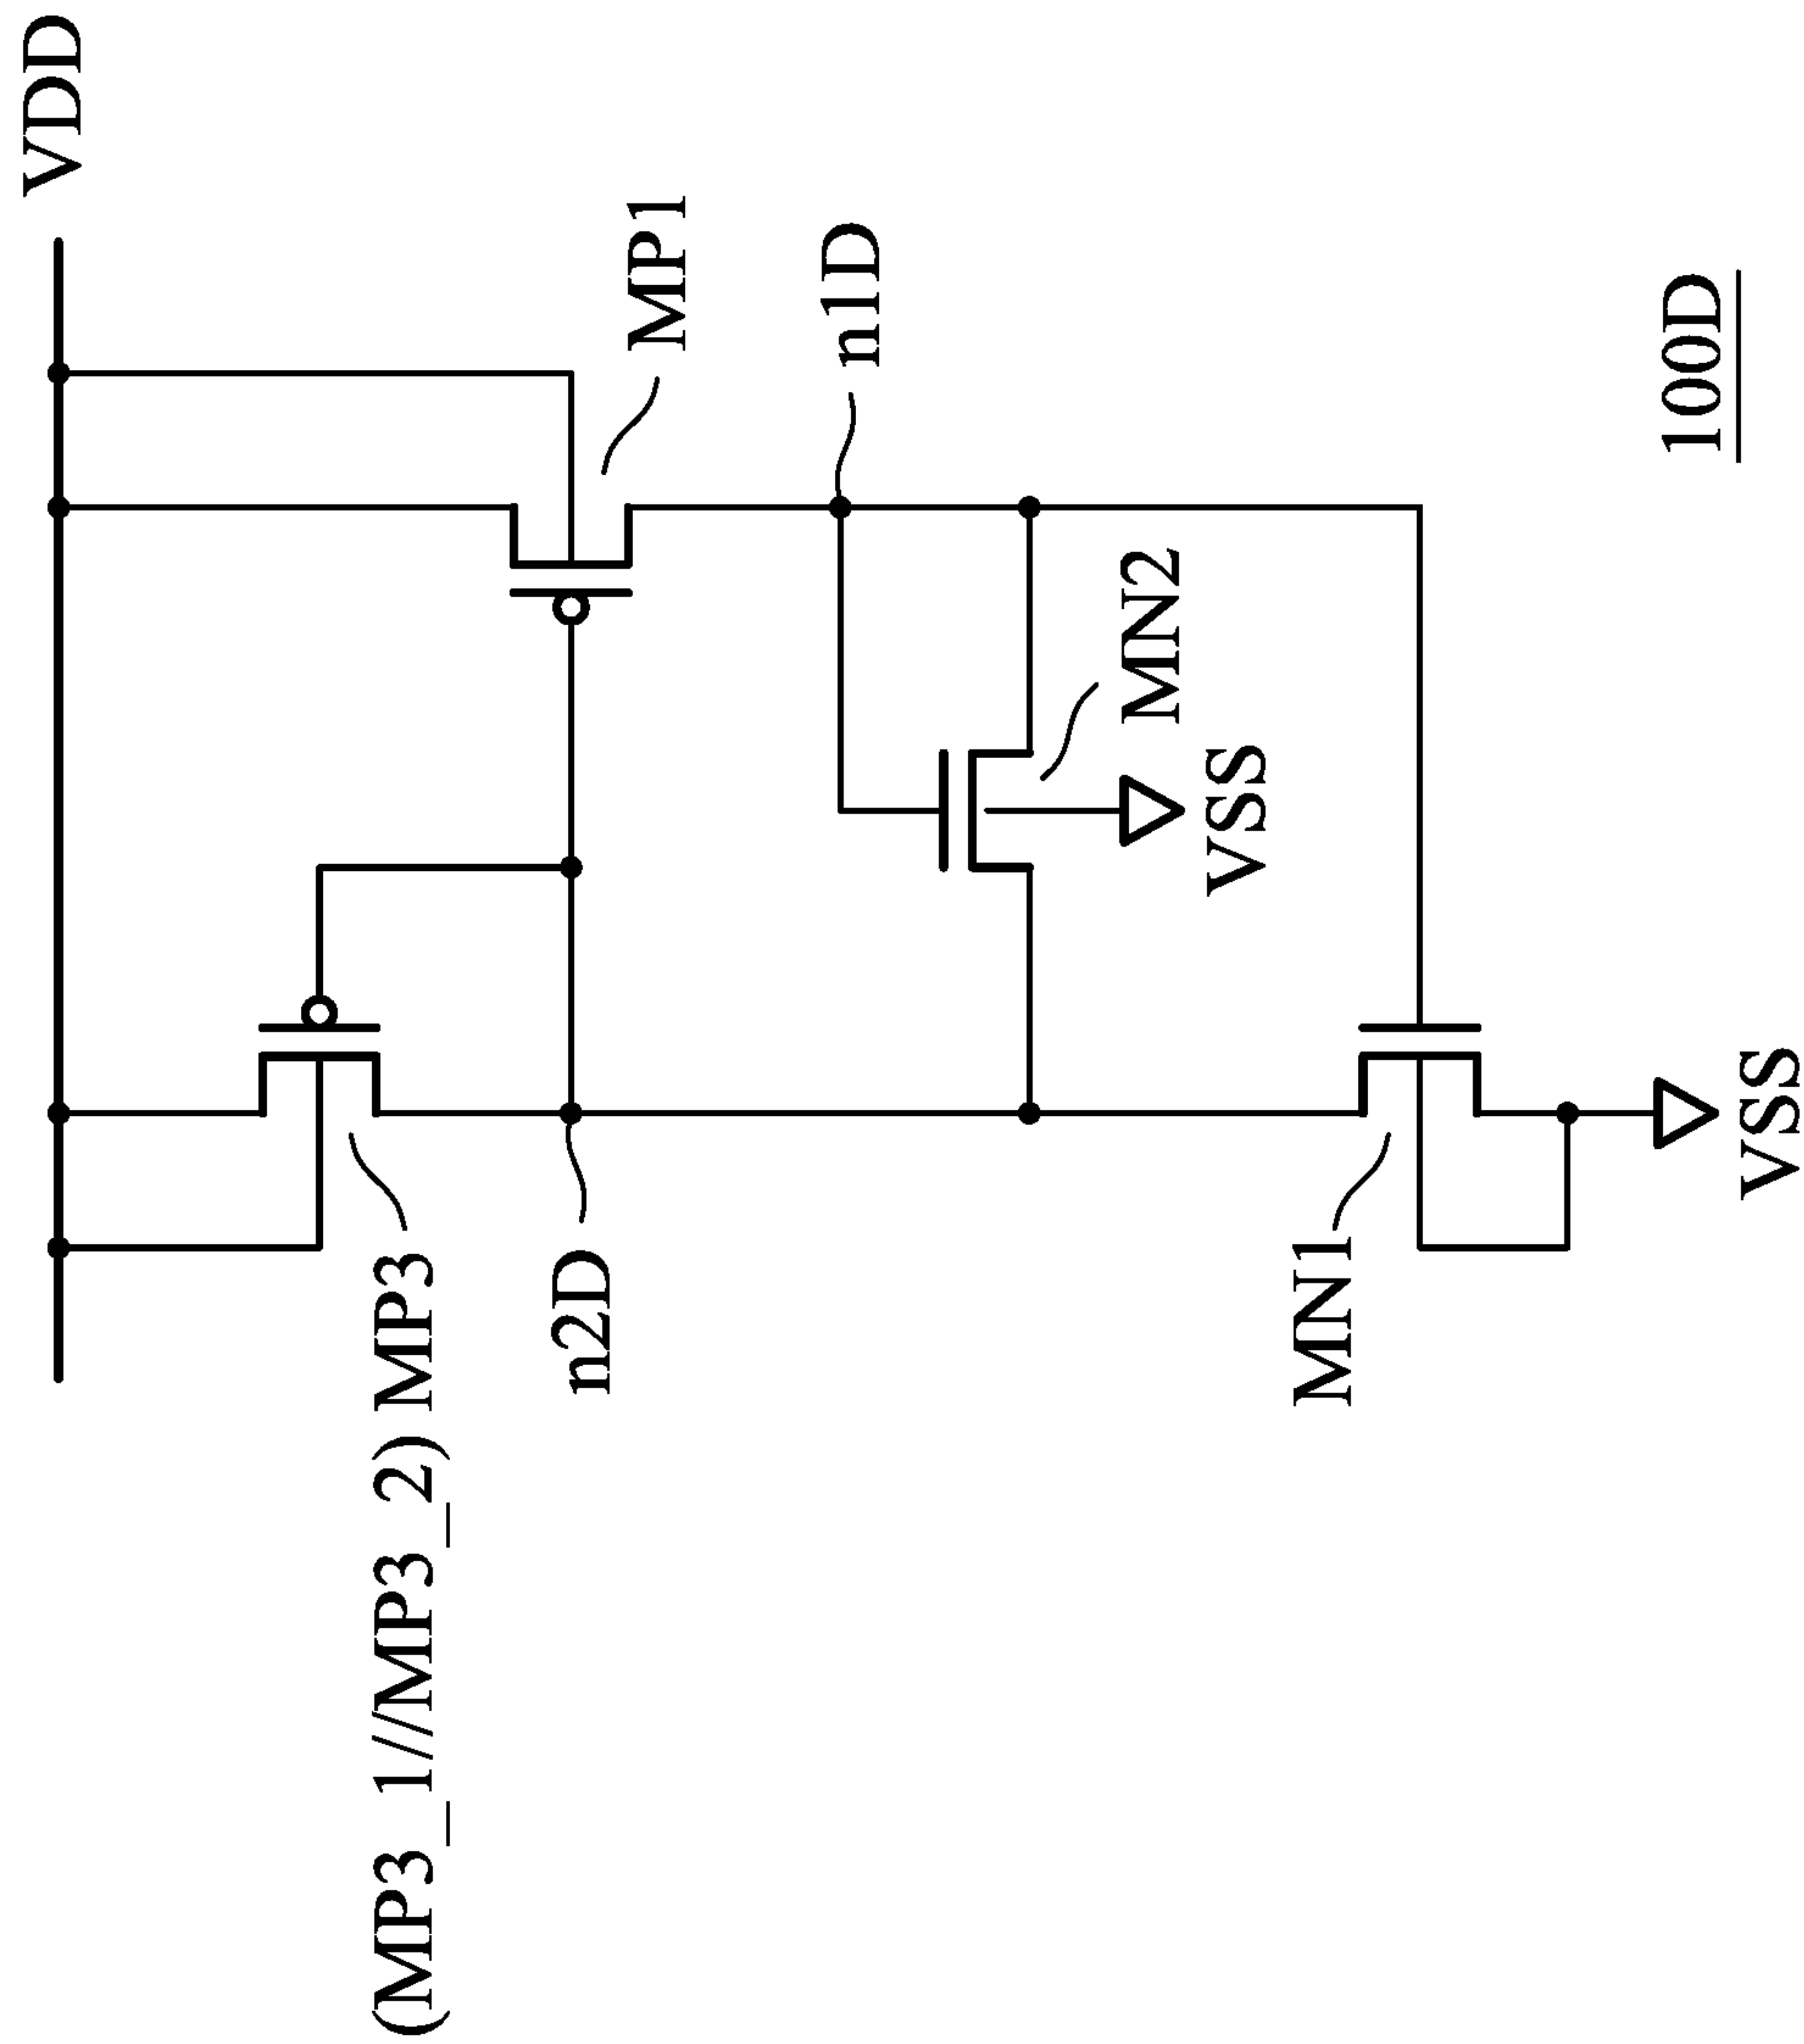 VDD
(MP3_1//MP3_2) MP3
n2D
MP1
n1D
MN2
VSS
MN1
100D
VSS